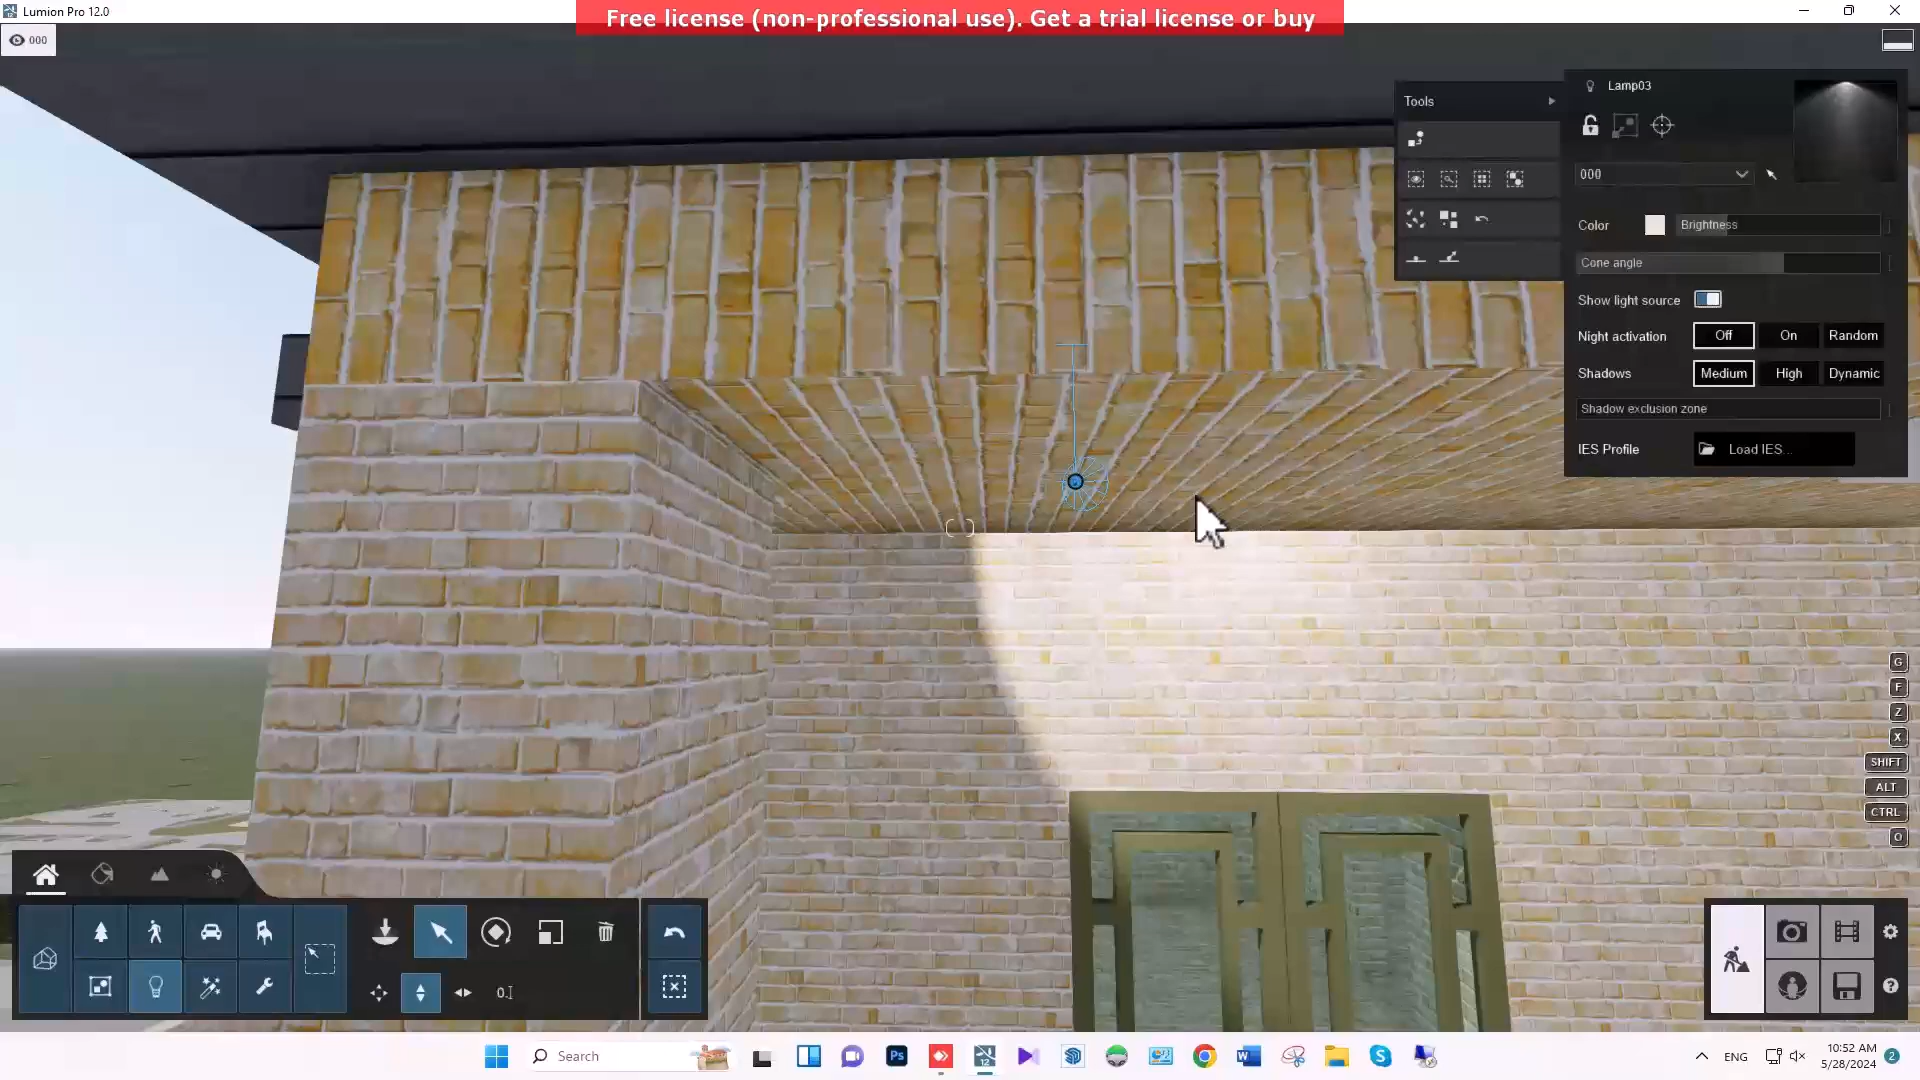 Lumion Pro 12.0
Free license (non-professional use). Get a trial license or buy
000
Tools
Lamp03
000
Color
Brightness
Cone angle
Show light source
Night activation
Off
On
Random
Shadows
Medium
High
Dynamic
Shadow exclusion zone
IES Profile
Load IES...
G
F
Z
X
SHIFT
ALT
CTRL
O
Search
Ps
12
ENG
10:52 AM
5/28/2024
2